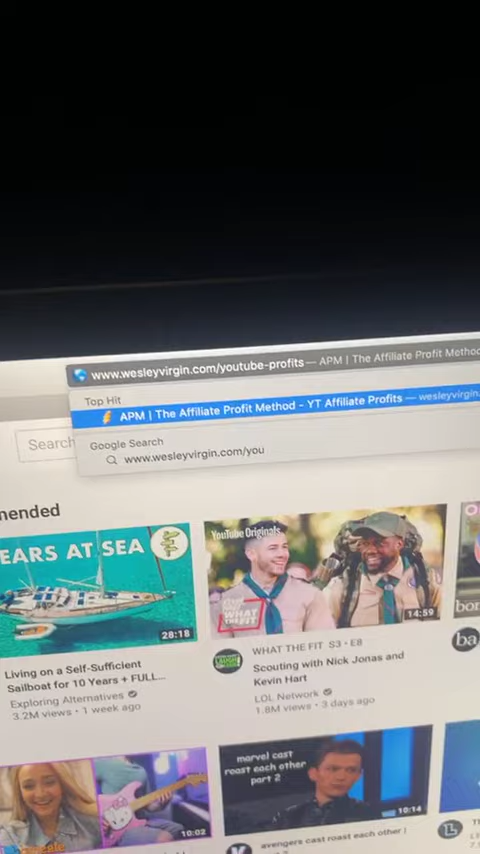 www.wesleyvirgin.com/youtube-profits — APM | The Affiliate Profit Method
Top Hit
APM | The Affiliate Profit Method - YT Affiliate Profits — wesleyvirgin.
Google Search
www.wesleyvirgin.com/you
Search
mended
EARS AT SEA
28:18
YouTube Originals
WHAT THE FIT
14:59
Living on a Self-Sufficient
Sailboat for 10 Years + FULL...
Exploring Alternatives
3.2M views • 1 week ago
WHAT THE FIT S3 • E8
Scouting with Nick Jonas and
Kevin Hart
LOL Network
1.8M views • 3 days ago
bor
ba
10:02
marvel cast
roast each other
part 2
10:14
avengers cast roast each other |